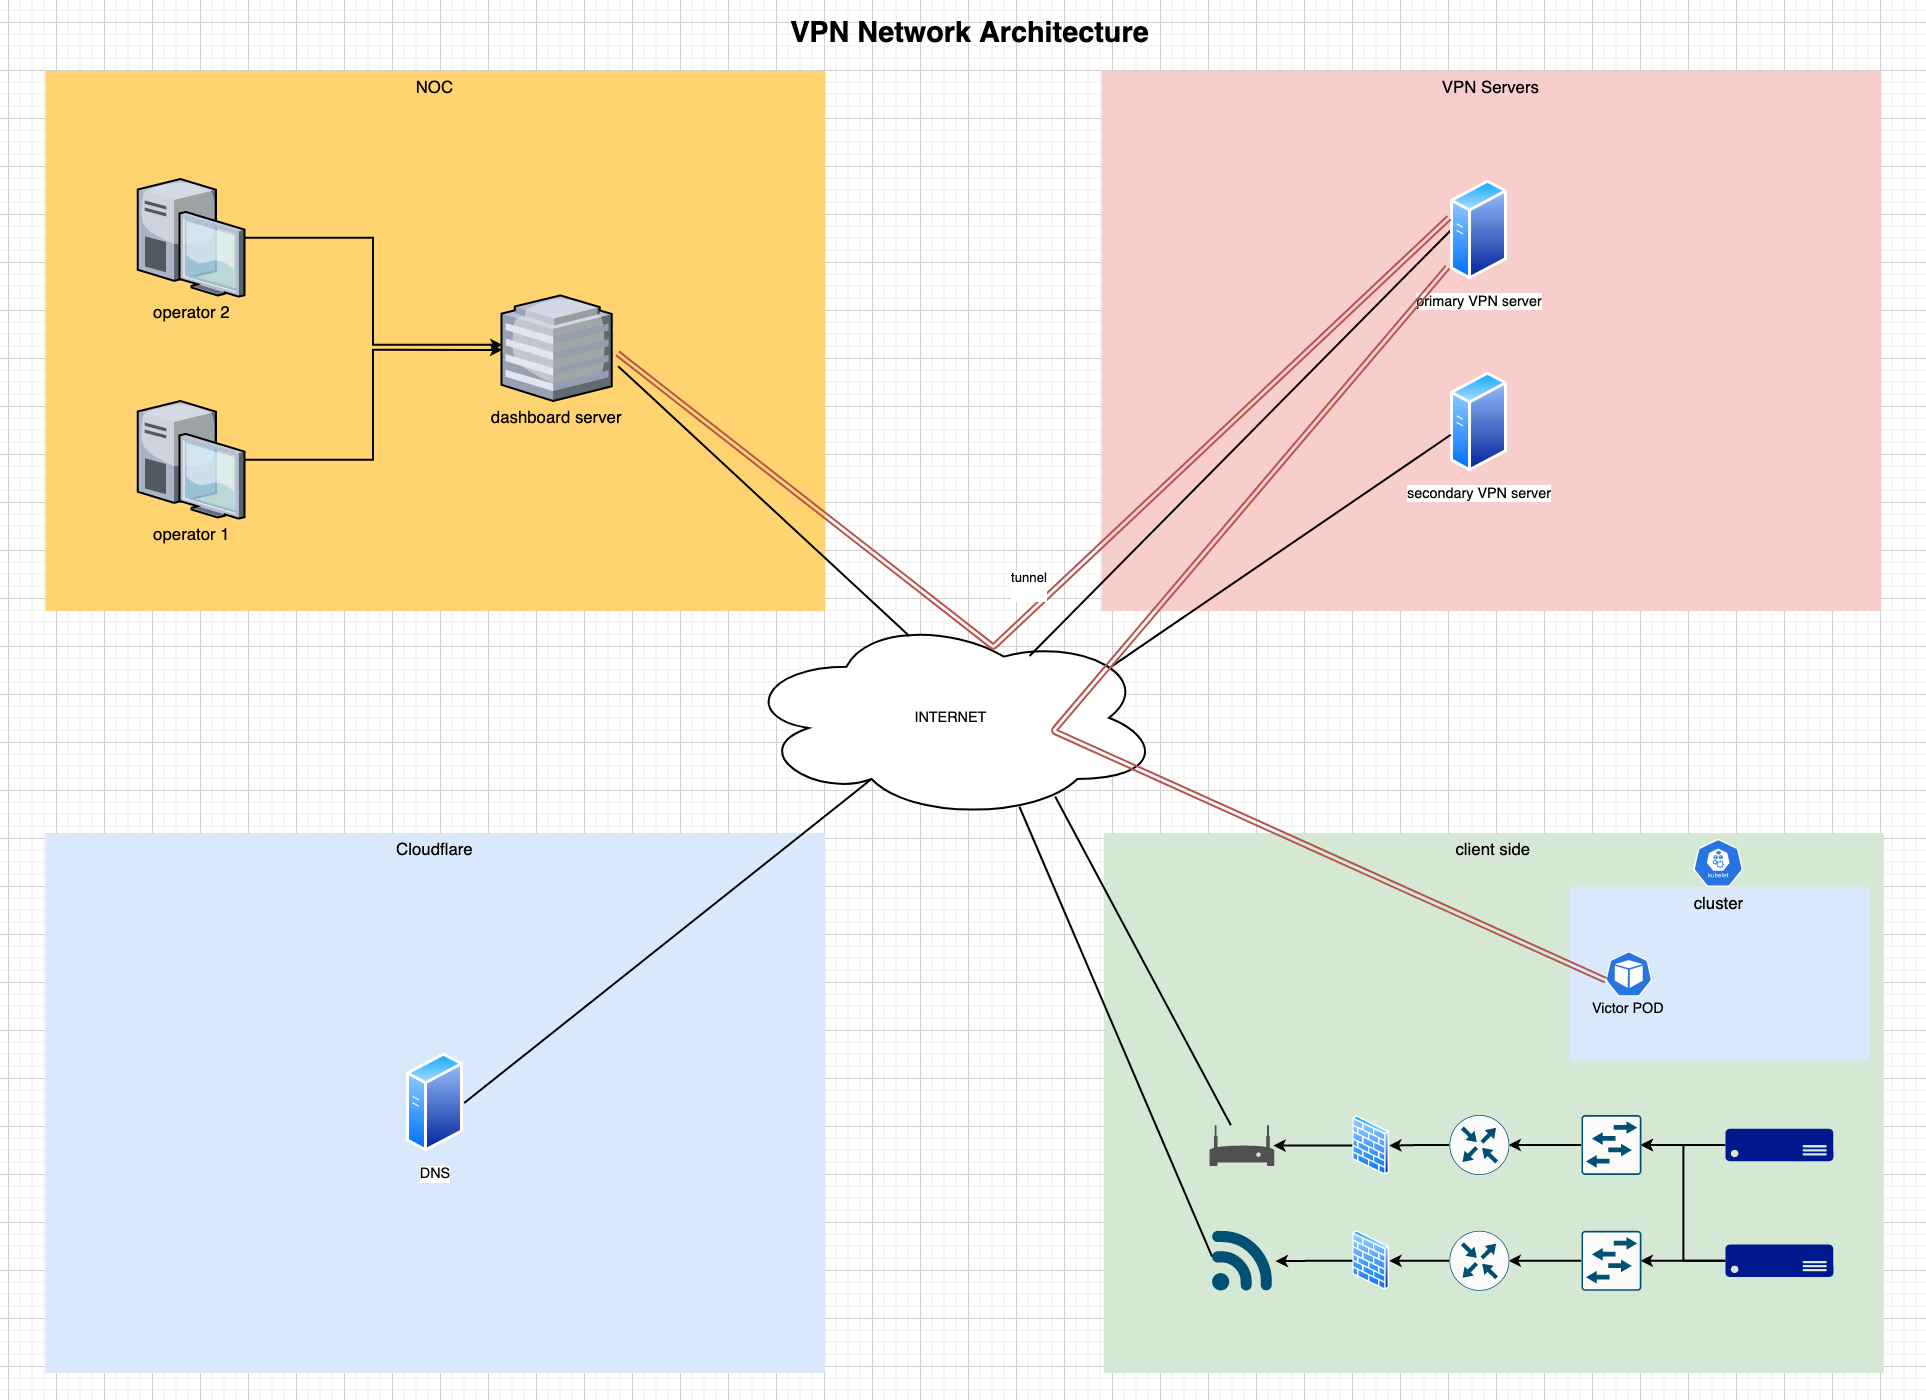 VPN Network Architecture
NOC
operator 2
dashboard server
operator 1
VPN Servers
primary VPN server
secondary VPN server
tunnel
INTERNET
Cloudflare
DNS
client side
kubelet
cluster
Victor POD